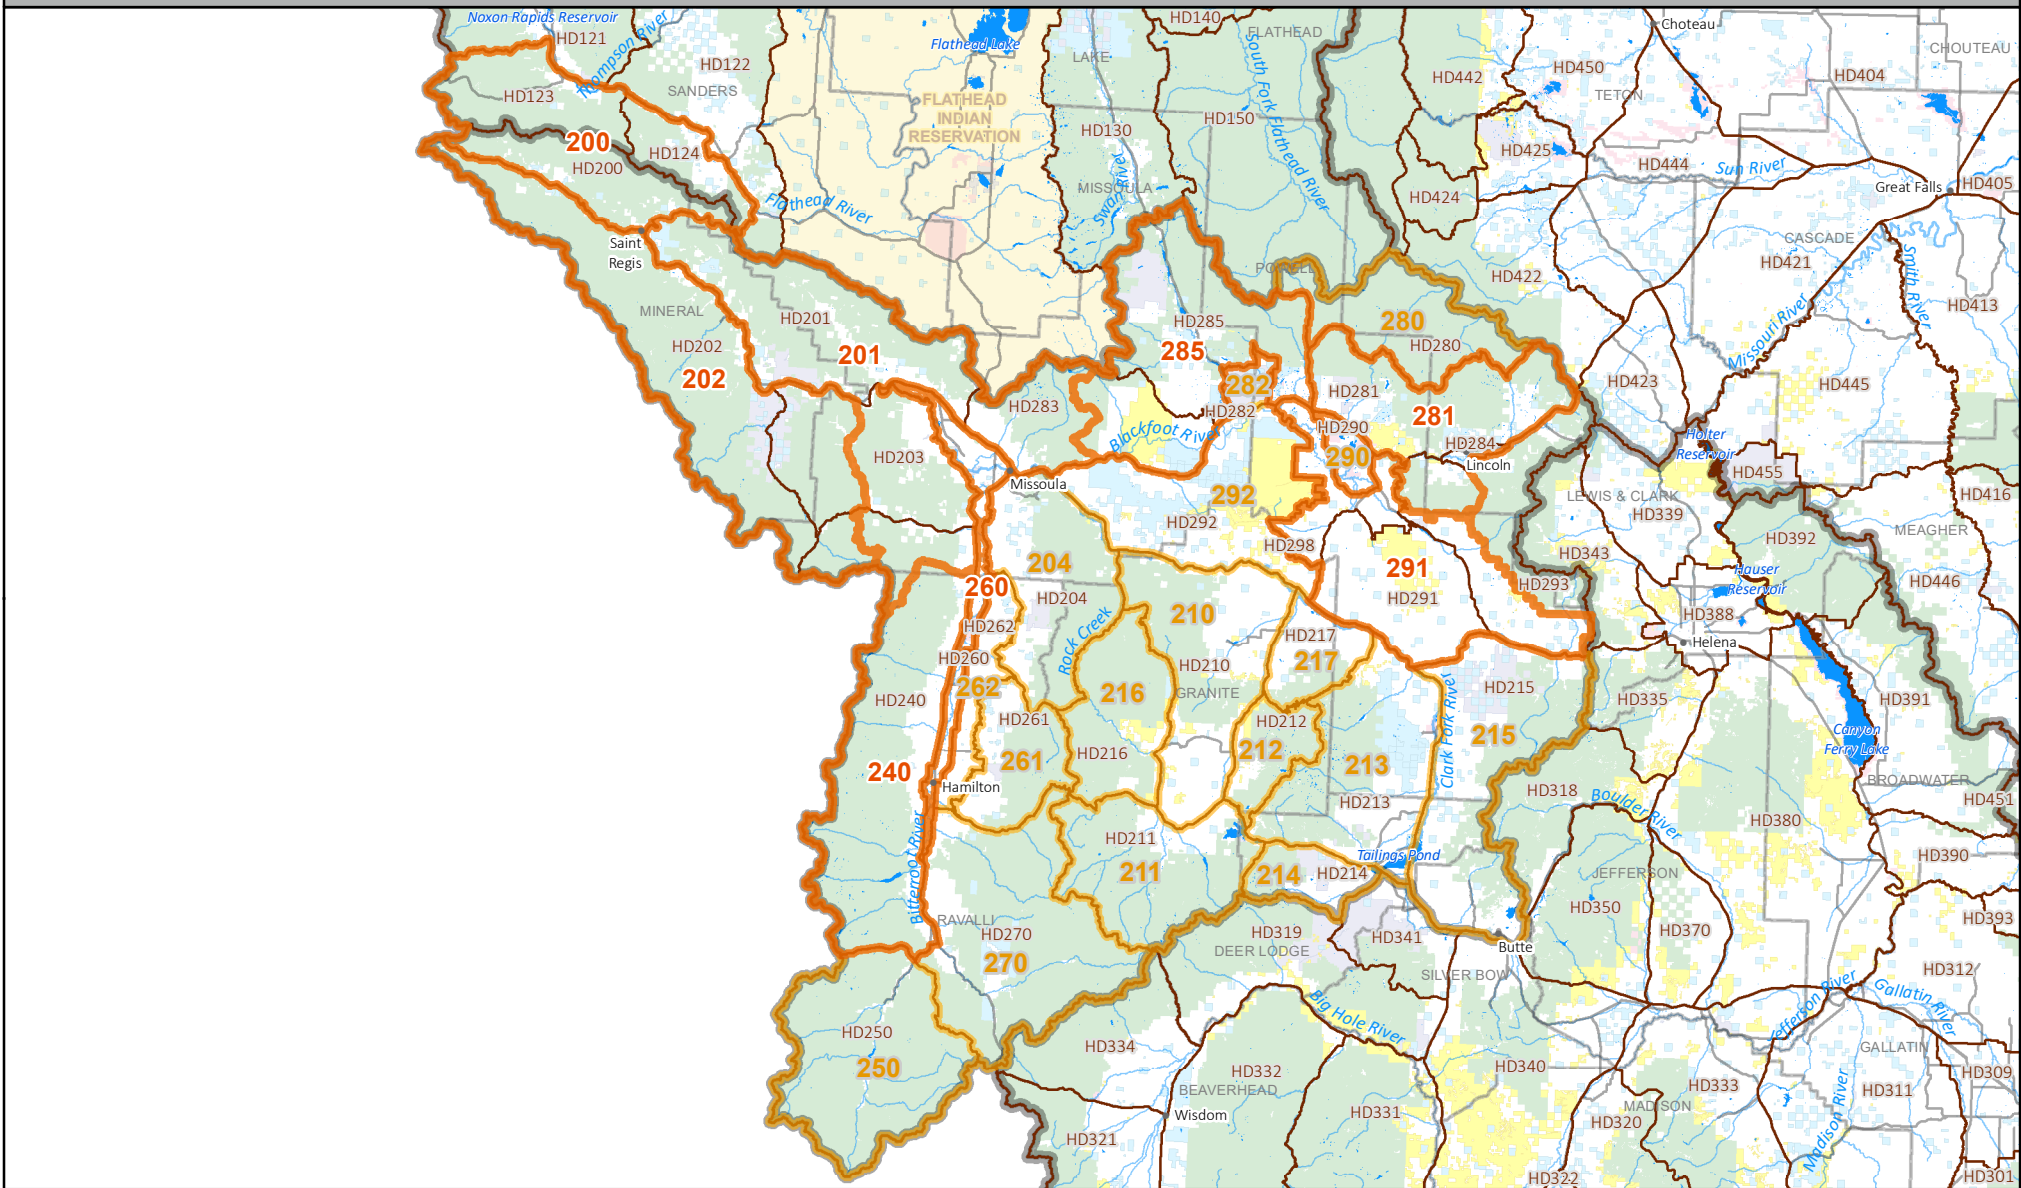 Noxon Rapids Reservoir
HD121
Thompson River
HD122
SANDERS
HD123
200
HD200
HD124
Flathead Lake
FLATHEAD
INDIAN
RESERVATION
Flathead River
LAKE
HD140
FLATHEAD
South Fork Flathead River
HD130
HD150
MISSOULA
Swan River
HD442
HD450
TETON
Choteau
CHOUTEAU
HD404
HD425
HD444
Sun River
HD424
Great Falls
HD405
CASCADE
HD421
Smith River
HD413
HD422
POWELL
Saint
Regis
MINERAL
HD201
HD202
202
201
HD285
285
280
HD280
282
HD282
HD281
281
HD290
290
HD284
Lincoln
HD283
Blackfoot River
Missouri River
HD423
HD445
Holter
Reservoir
HD455
HD416
LEWIS & CLARK
HD339
MEAGHER
HD392
HD203
Missoula
292
HD292
HD298
291
HD291
HD343
HD293
Hauser
Reservoir
HD446
HD388
Helena
204
HD204
260
HD262
HD260
262
Rock Creek
210
HD210
GRANITE
HD217
217
216
HD216
HD240
240
HD261
261
Hamilton
HD212
212
213
HD213
Clark Fork River
HD215
215
HD335
HD391
Canyon
Ferry Lake
BROADWATER
HD451
HD318
Boulder River
HD380
HD390
HD211
211
Tailings Pond
214
HD214
JEFFERSON
HD350
HD370
HD393
Bitterroot River
RAVALLI
HD270
270
HD319
DEER LODGE
HD341
Butte
SILVER BOW
HD312
Jefferson River
Gallatin River
Big Hole River
HD250
250
HD334
HD332
BEAVERHEAD
Wisdom
HD321
HD331
HD340
HD333
MADISON
HD320
HD322
GALLATIN
HD311
HD309
Madison River
HD301